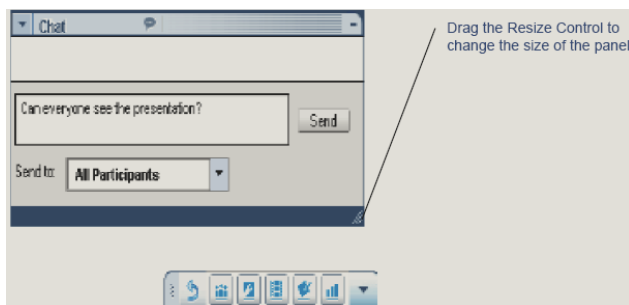 Chat
Drag the Resize Control to
change the size of the panel
Can everyone see the presentation?
Send
Send to:
All Participants